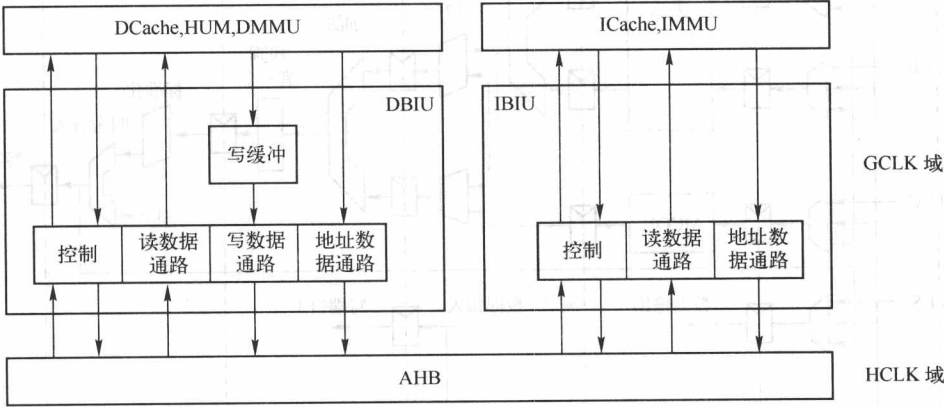 DCache,HUM,DMMU
ICache,IMMU
DBIU
IBIU
写缓冲
GCLK 域
控制
读数据
通路
写数据
通路
地址数
据通路
控制
读数据
通路
地址数
据通路
AHB
HCLK 域